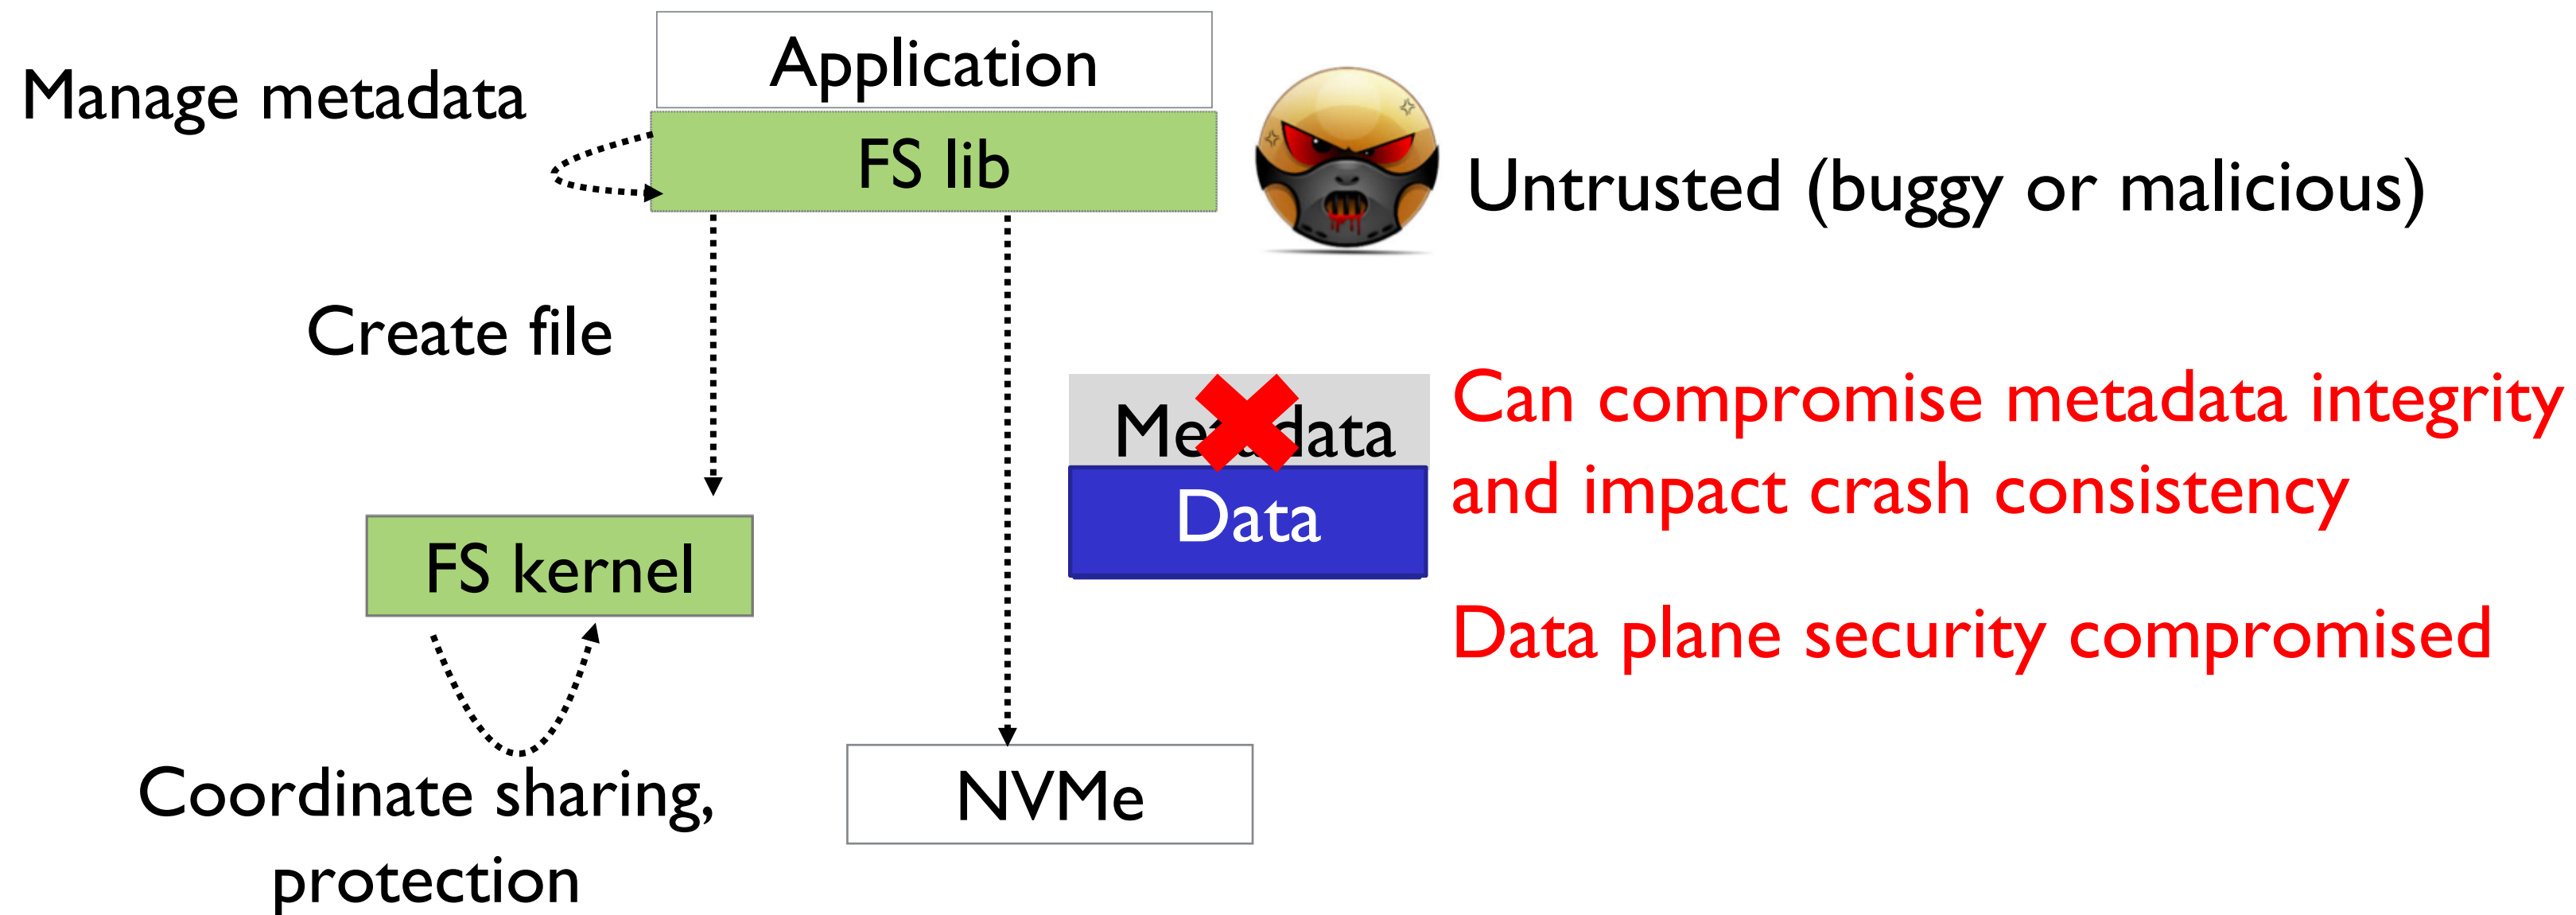 Application
Manage metadata
FS lib
Untrusted (buggy or malicious)
Create file
Metadata
Can compromise metadata integrity
and impact crash consistency
Data
FS kernel
Data plane security compromised
NVMe
Coordinate sharing,
protection